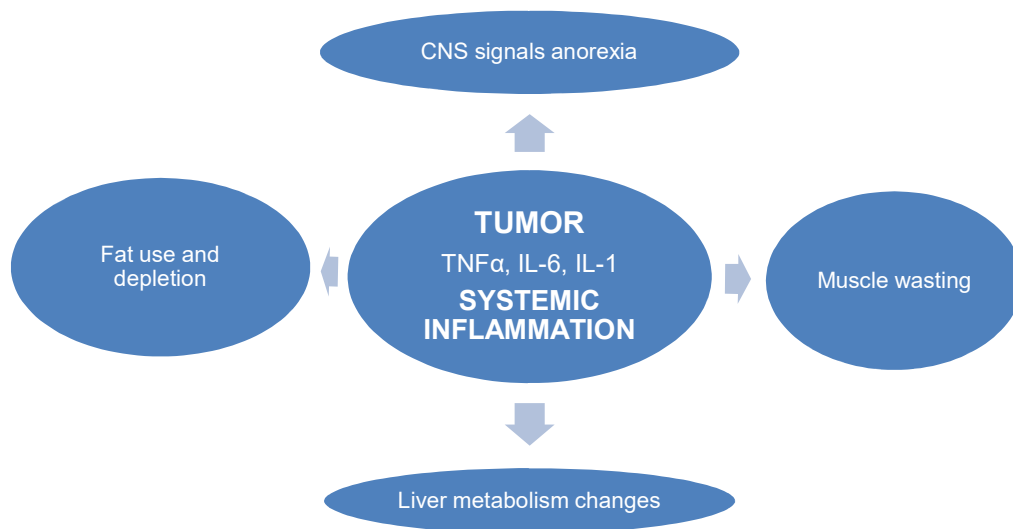 CNS signals anorexia
Fat use and
depletion
TUMOR
TNFα, IL-6, IL-1
SYSTEMIC
INFLAMMATION
Muscle wasting
Liver metabolism changes